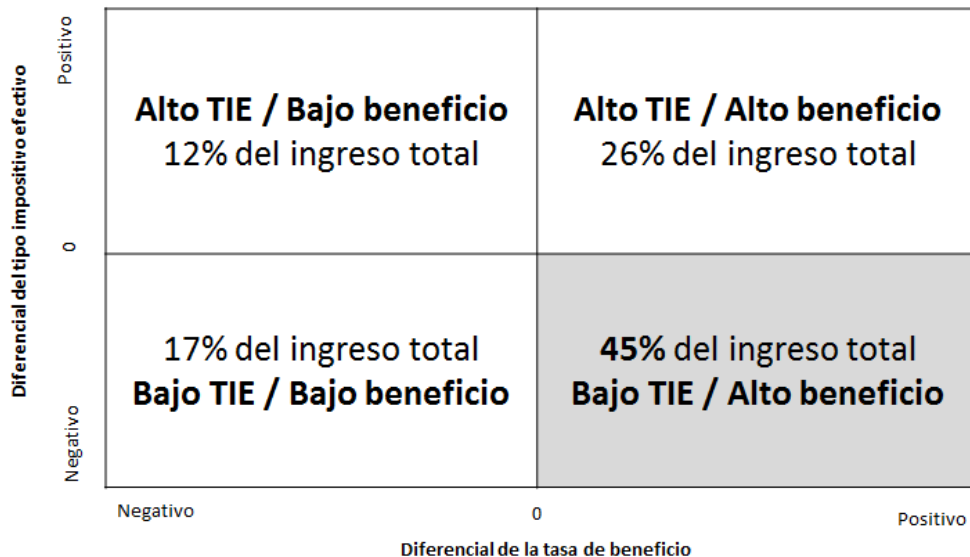 Diferencial del tipo impositivo efectivo
Positivo
0
Negativo
Alto TIE / Bajo beneficio
12% del ingreso total
Alto TIE / Alto beneficio
26% del ingreso total
17% del ingreso total
Bajo TIE / Bajo beneficio
45% del ingreso total
Bajo TIE / Alto beneficio
Negativo
0
Positivo
Diferencial de la tasa de beneficio